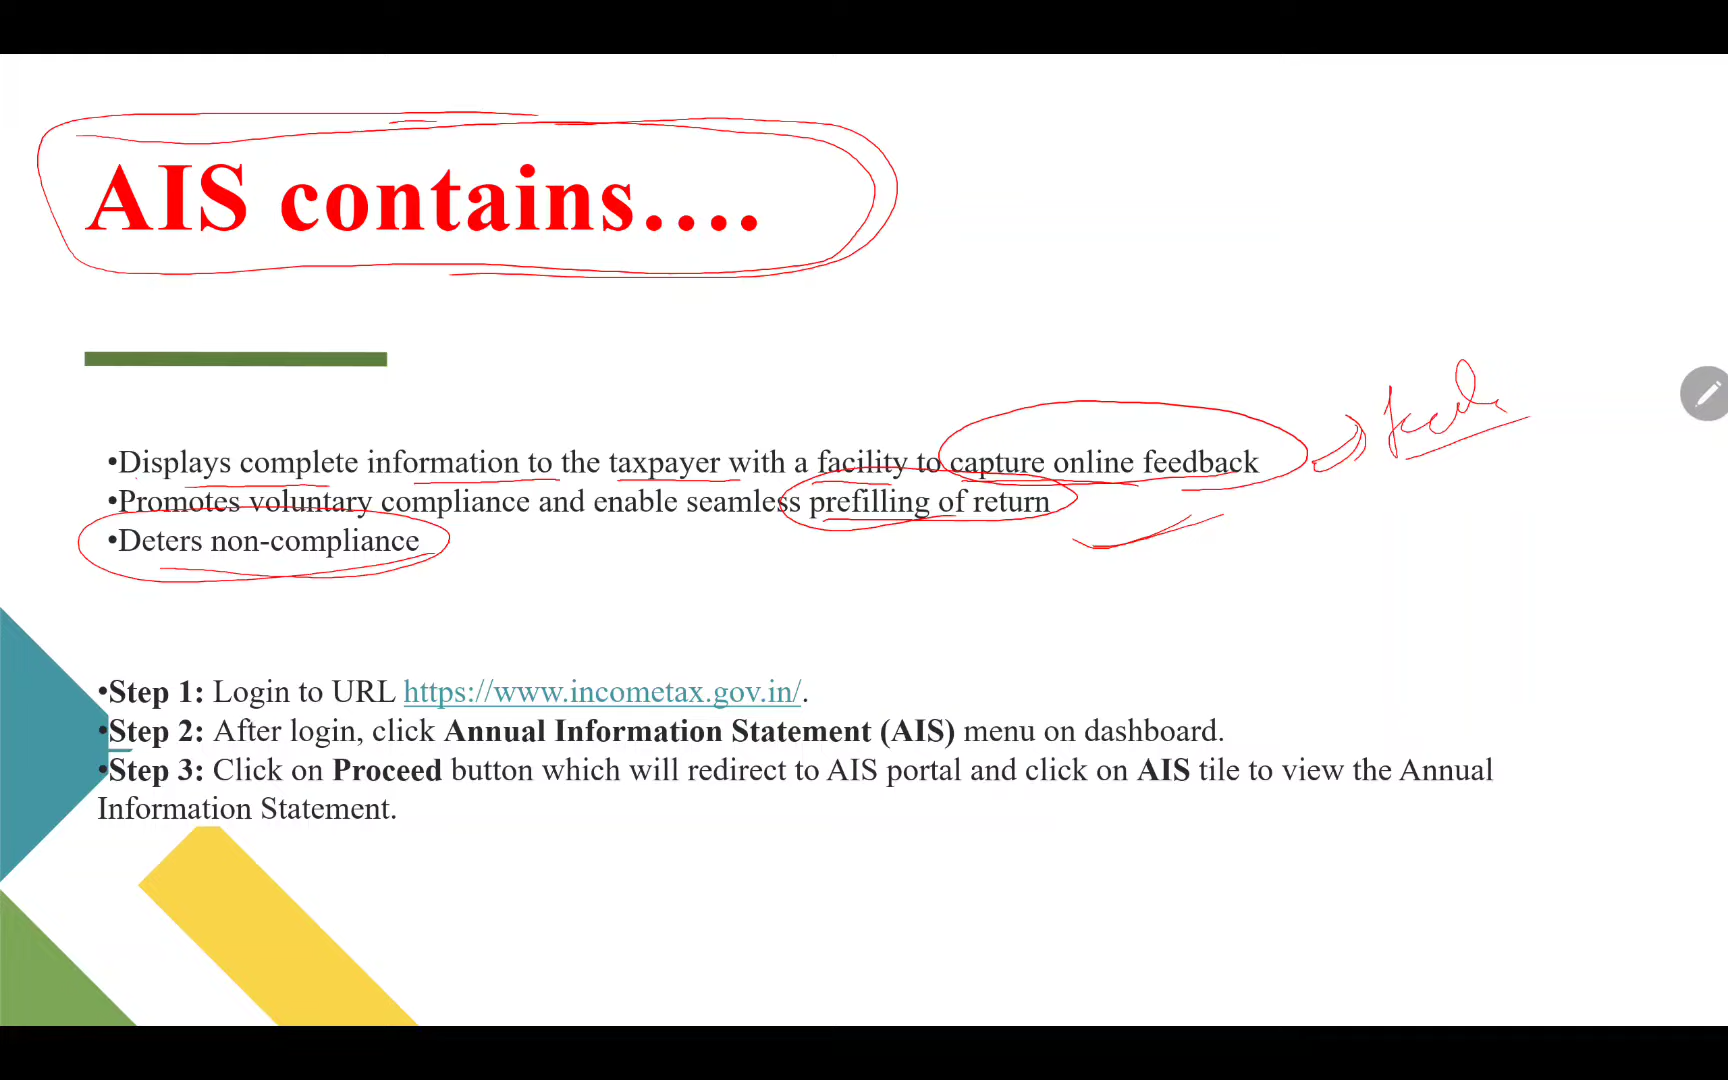 AIS contains....
•Displays complete information to the taxpayer with a facility to capture online feedback
•Promotes voluntary compliance and enable seamless prefilling of return
•Deters non-compliance
•Step 1: Login to URL https://www.incometax.gov.in/.
•Step 2: After login, click Annual Information Statement (AIS) menu on dashboard.
•Step 3: Click on Proceed button which will redirect to AIS portal and click on AIS tile to view the Annual
Information Statement.